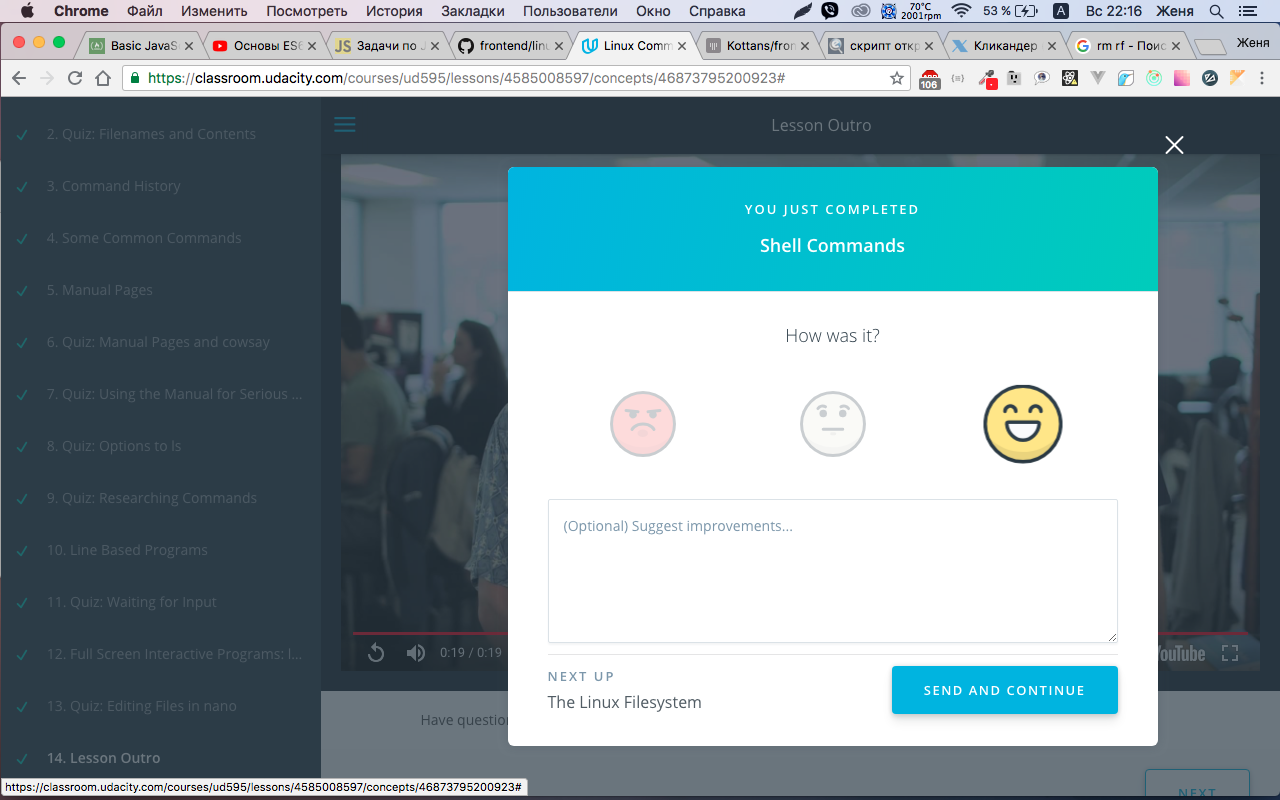 Chrome Файл Изменить Посмотреть История Закладки Пользователи Окно Справка 70°C 2001rpm 53 % A Вс 22:16 Женя
Basic JavaS Основы ES6 JS Задачи по J frontend/linu Linux Comm Kottans/fron скрипт откр Кликандер rm rf - Пои Женя
https://classroom.udacity.com/courses/ud595/lessons/4585008597/concepts/46873795200923#
106
2. Quiz: Filenames and Contents
3. Command History
4. Some Common Commands
5. Manual Pages
6. Quiz: Manual Pages and cowsay
7. Quiz: Using the Manual for Serious ...
8. Quiz: Options to ls
9. Quiz: Researching Commands
10. Line Based Programs
11. Quiz: Waiting for Input
12. Full Screen Interactive Programs: l...
13. Quiz: Editing Files in nano
14. Lesson Outro
Lesson Outro
YOU JUST COMPLETED
Shell Commands
How was it?
(Optional) Suggest improvements...
0:19 / 0:19
YouTube
NEXT UP
The Linux Filesystem
SEND AND CONTINUE
Have question
NEXT
https://classroom.udacity.com/courses/ud595/lessons/4585008597/concepts/46873795200923#